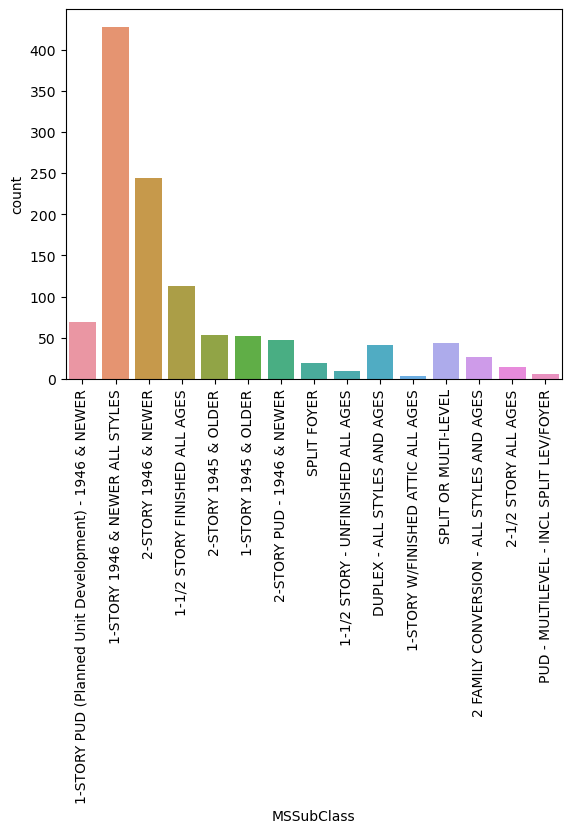 400
350
300
250
200
150
100
50
0
count
1-STORY PUD (Planned Unit Development) - 1946 & NEWER
1-STORY 1946 & NEWER ALL STYLES
2-STORY 1946 & NEWER
1-1/2 STORY FINISHED ALL AGES
2-STORY 1945 & OLDER
1-STORY 1945 & OLDER
2-STORY PUD - 1946 & NEWER
SPLIT FOYER
1-1/2 STORY - UNFINISHED ALL AGES
DUPLEX - ALL STYLES AND AGES
1-STORY W/FINISHED ATTIC ALL AGES
SPLIT OR MULTI-LEVEL
2 FAMILY CONVERSION - ALL STYLES AND AGES
2-1/2 STORY ALL AGES
PUD - MULTILEVEL - INCL SPLIT LEV/FOYER
MSSubClass